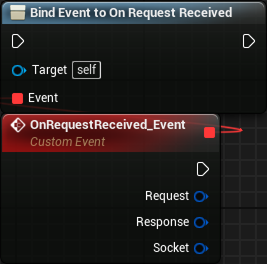 Bind Event to On Request Received
Target self
Event
OnRequestReceived_Event
Custom Event
Request
Response
Socket